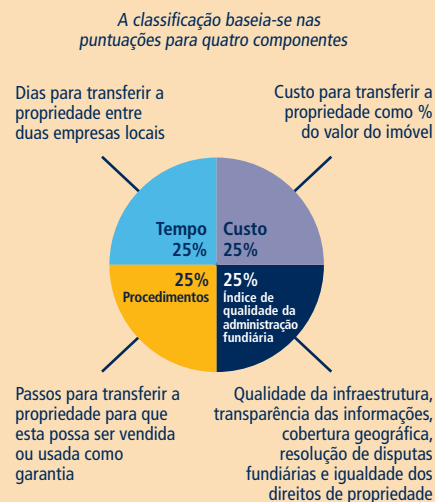 A classificação baseia-se nas
puntuações para quatro componentes
Dias para transferir a
propriedade entre
duas empresas locais
Custo para transferir a
propriedade como %
do valor do imóvel
Tempo
25%
Custo
25%
25%
Procedimentos
25%
Índice de
qualidade da
administração
fundiária
Passos para transferir a
propriedade para que
esta possa ser vendida
ou usada como
garantia
Qualidade da infraestrutura,
transparência das informações,
cobertura geográfica,
resolução de disputas
fundiárias e igualdade dos
direitos de propriedade